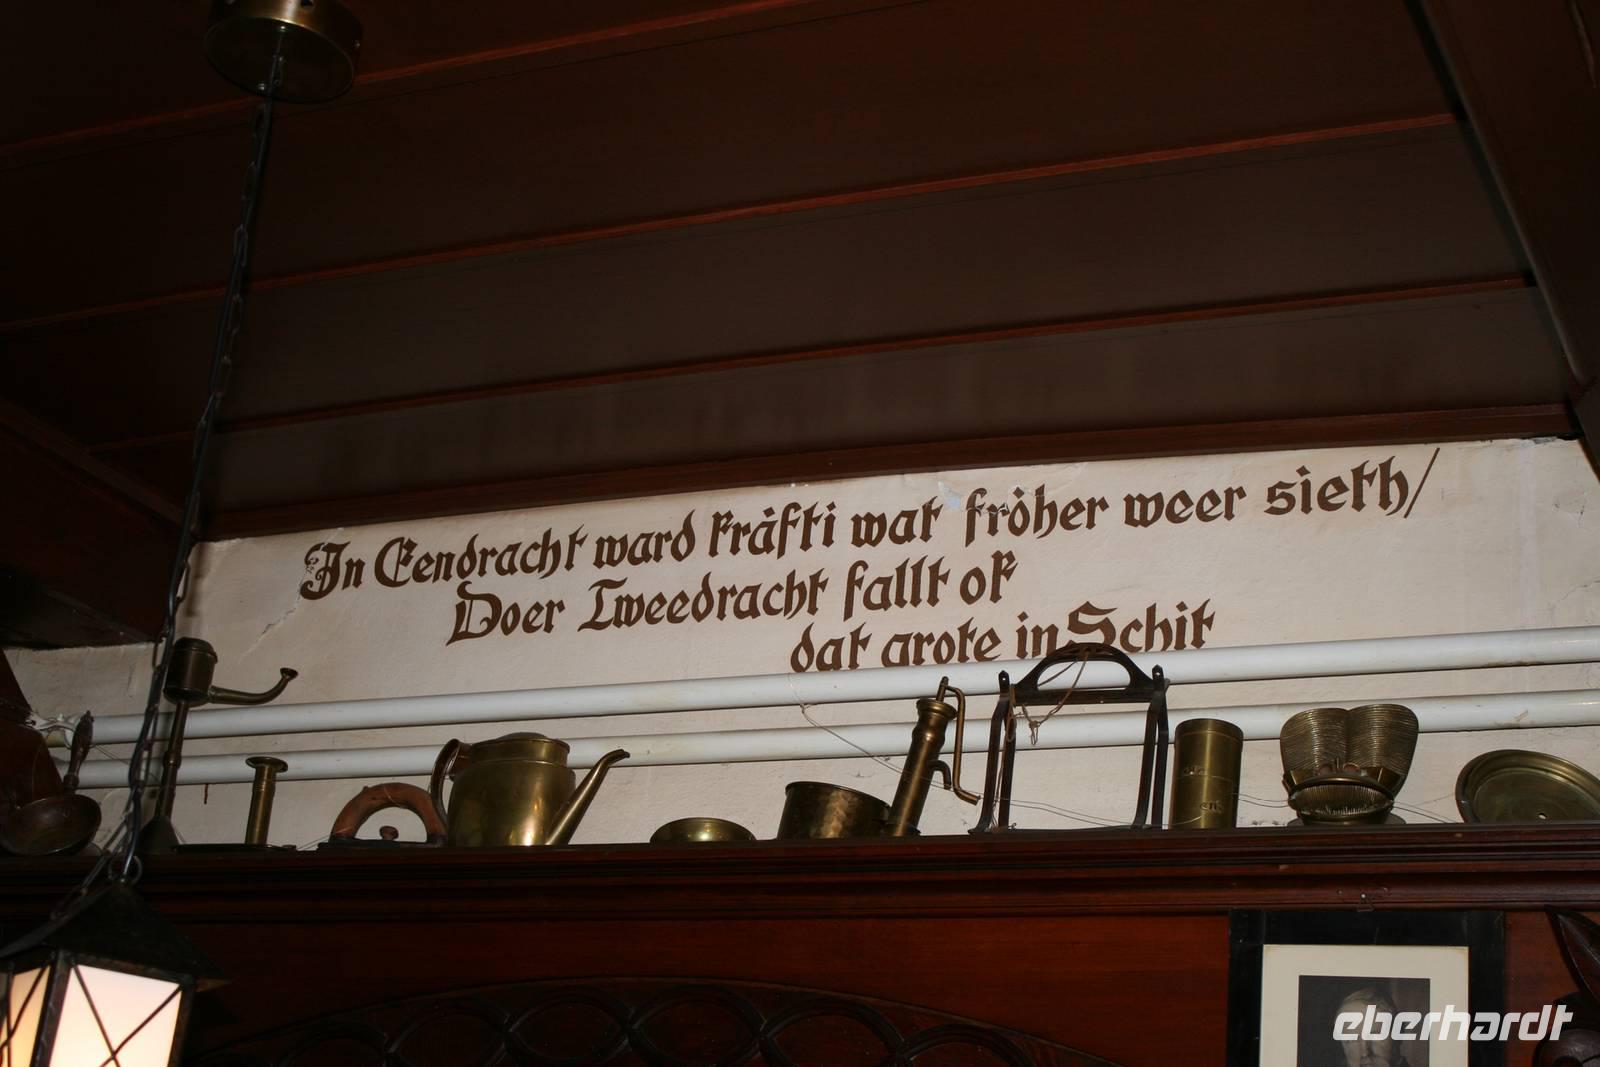 In Eendracht ward kräfti wat fröher weer sieth/
Doer Tweedracht fallt ok
dat grote in Schit
eberhardt